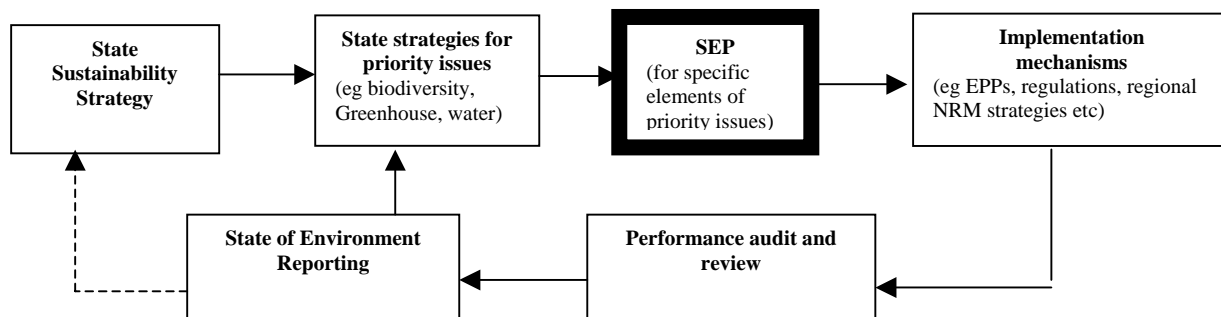 State
Sustainability
Strategy
State strategies for
priority issues
(eg biodiversity,
Greenhouse, water)
SEP
(for specific
elements of
priority issues)
Implementation
mechanisms
(eg EPPs, regulations, regional
NRM strategies etc)
State of Environment
Reporting
Performance audit and
review